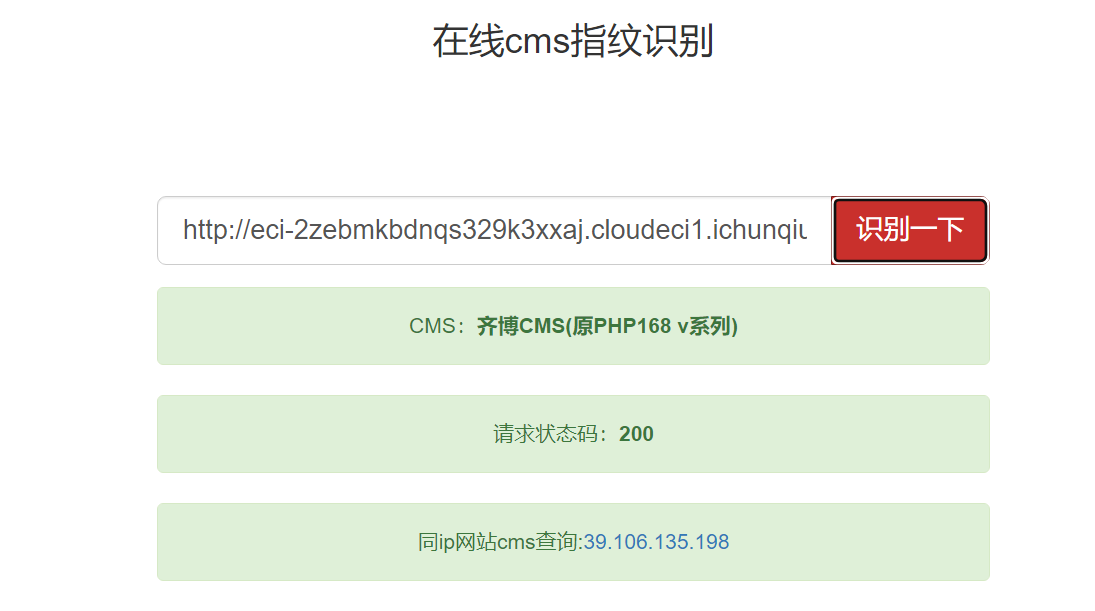 在线cms指纹识别
http://eci-2zebmkbdnqs329k3xxaj.cloudeci1.ichunqiu
识别一下
CMS：齐博CMS(原PHP168 v系列)
请求状态码：200
同ip网站cms查询:39.106.135.198